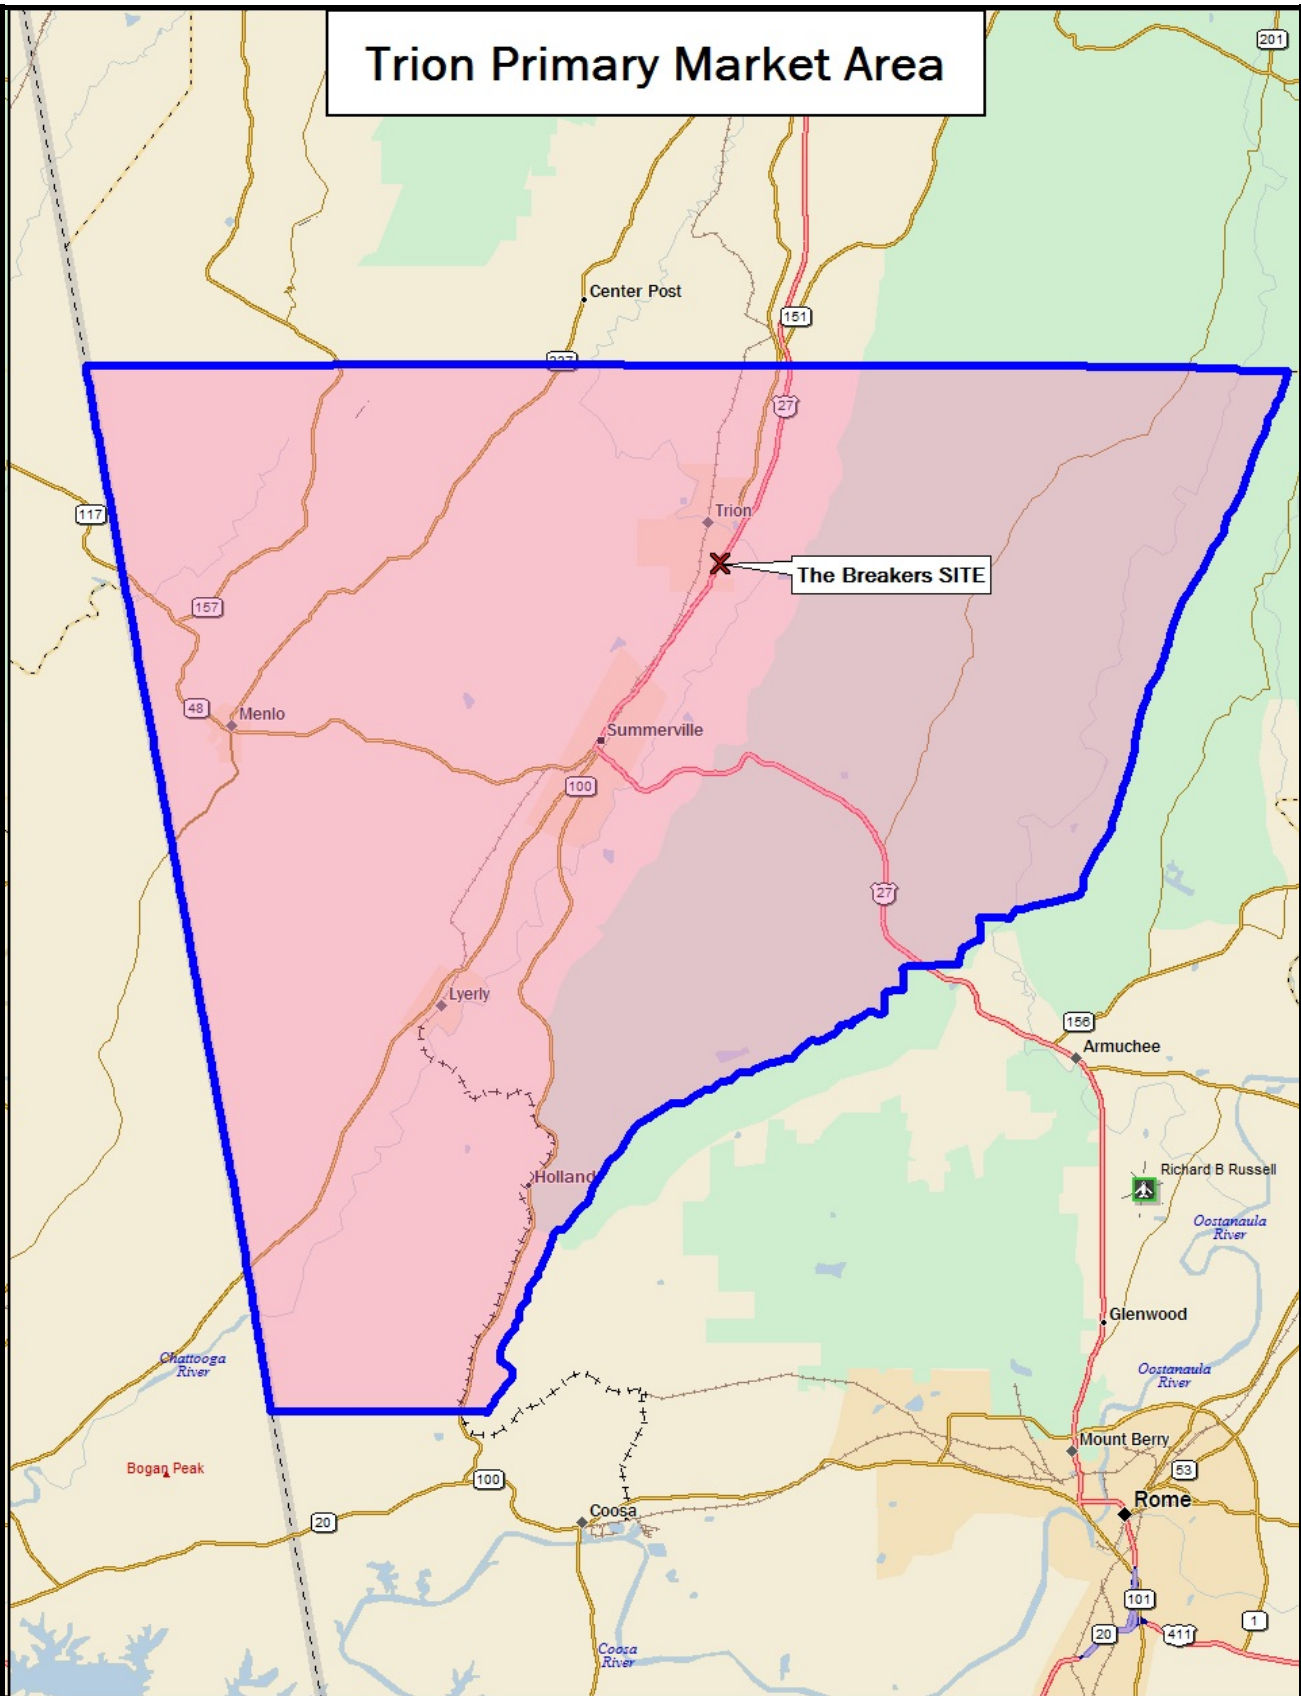 Trion Primary Market Area
201
Center Post
151
27
117
Trion
The Breakers SITE
157
48
Menlo
Summerville
100
27
Lyerly
156
Armuchee
Holland
Richard B Russell
Oostanaula
River
Glenwood
Chattooga
River
Oostanaula
River
Mount Berry
Bogan Peak
53
100
Rome
20
Coosa
101
20
411
1
Coosa
River